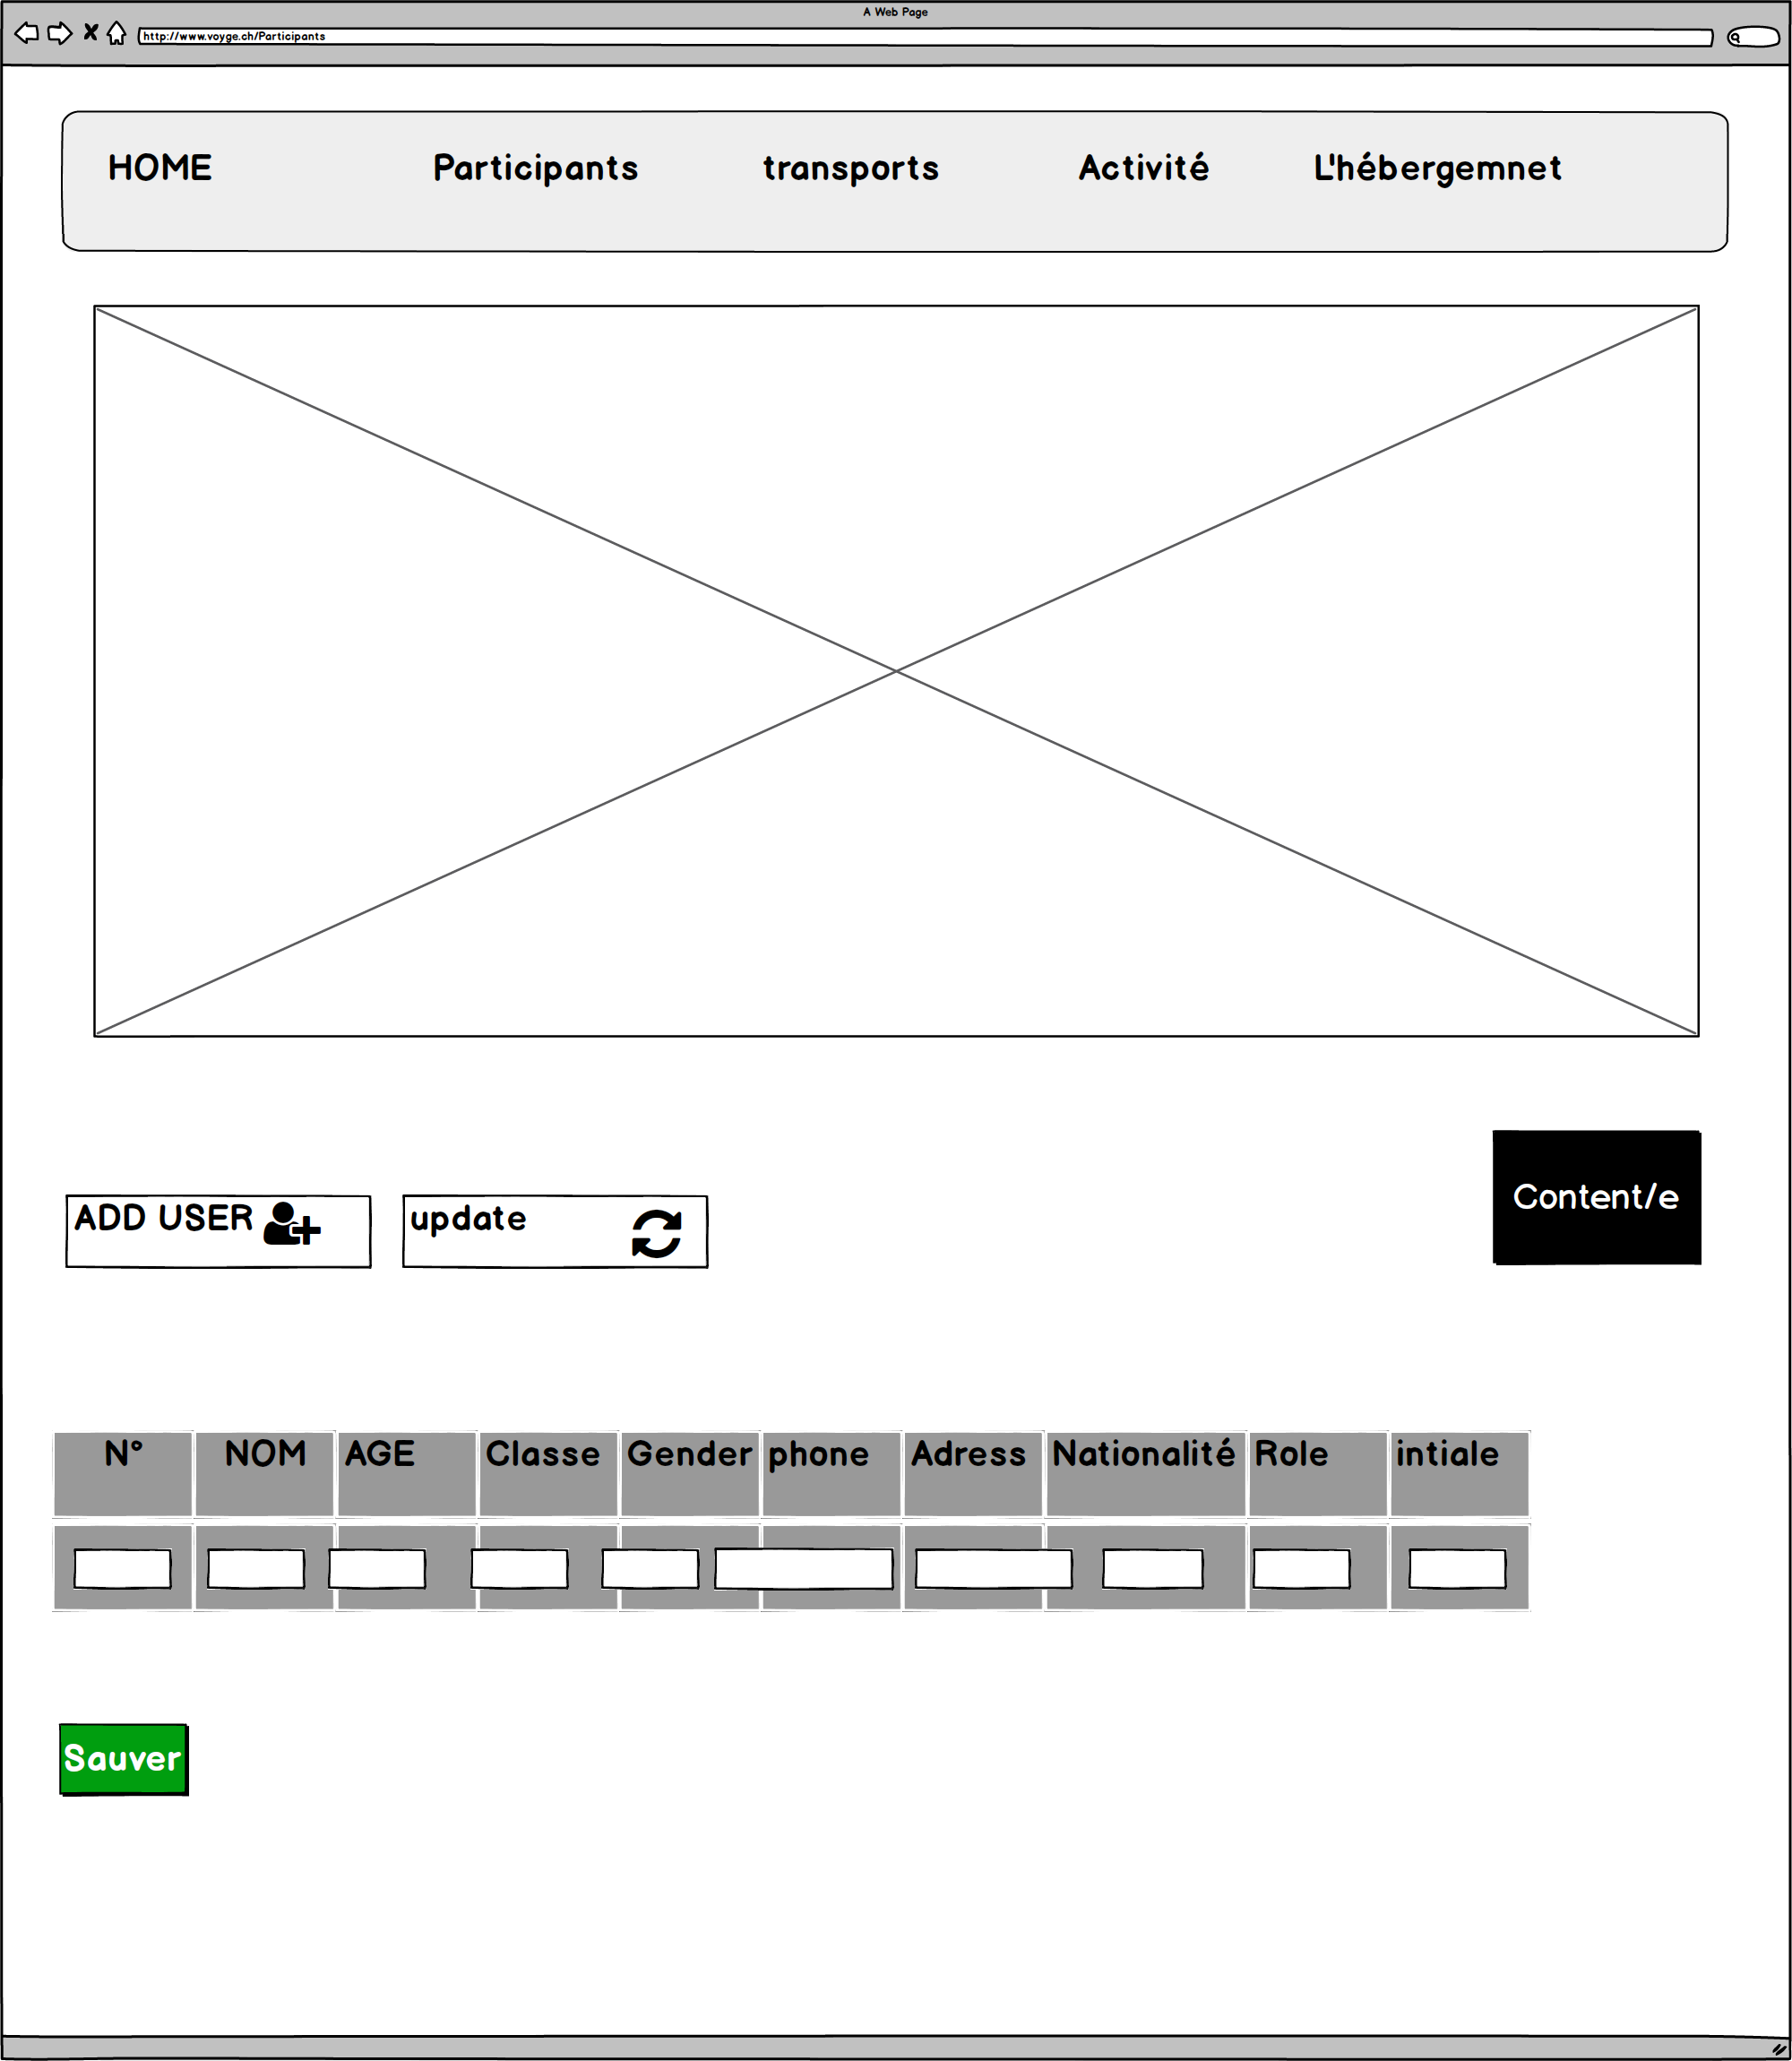 A Web Page
http://www.voyge.ch/Participants
HOME Participants transports Activité L'hébergemnet
Content/e
ADD USER update
N° NOM AGE Classe Gender phone Adress Nationalité Role intiale
Sauver